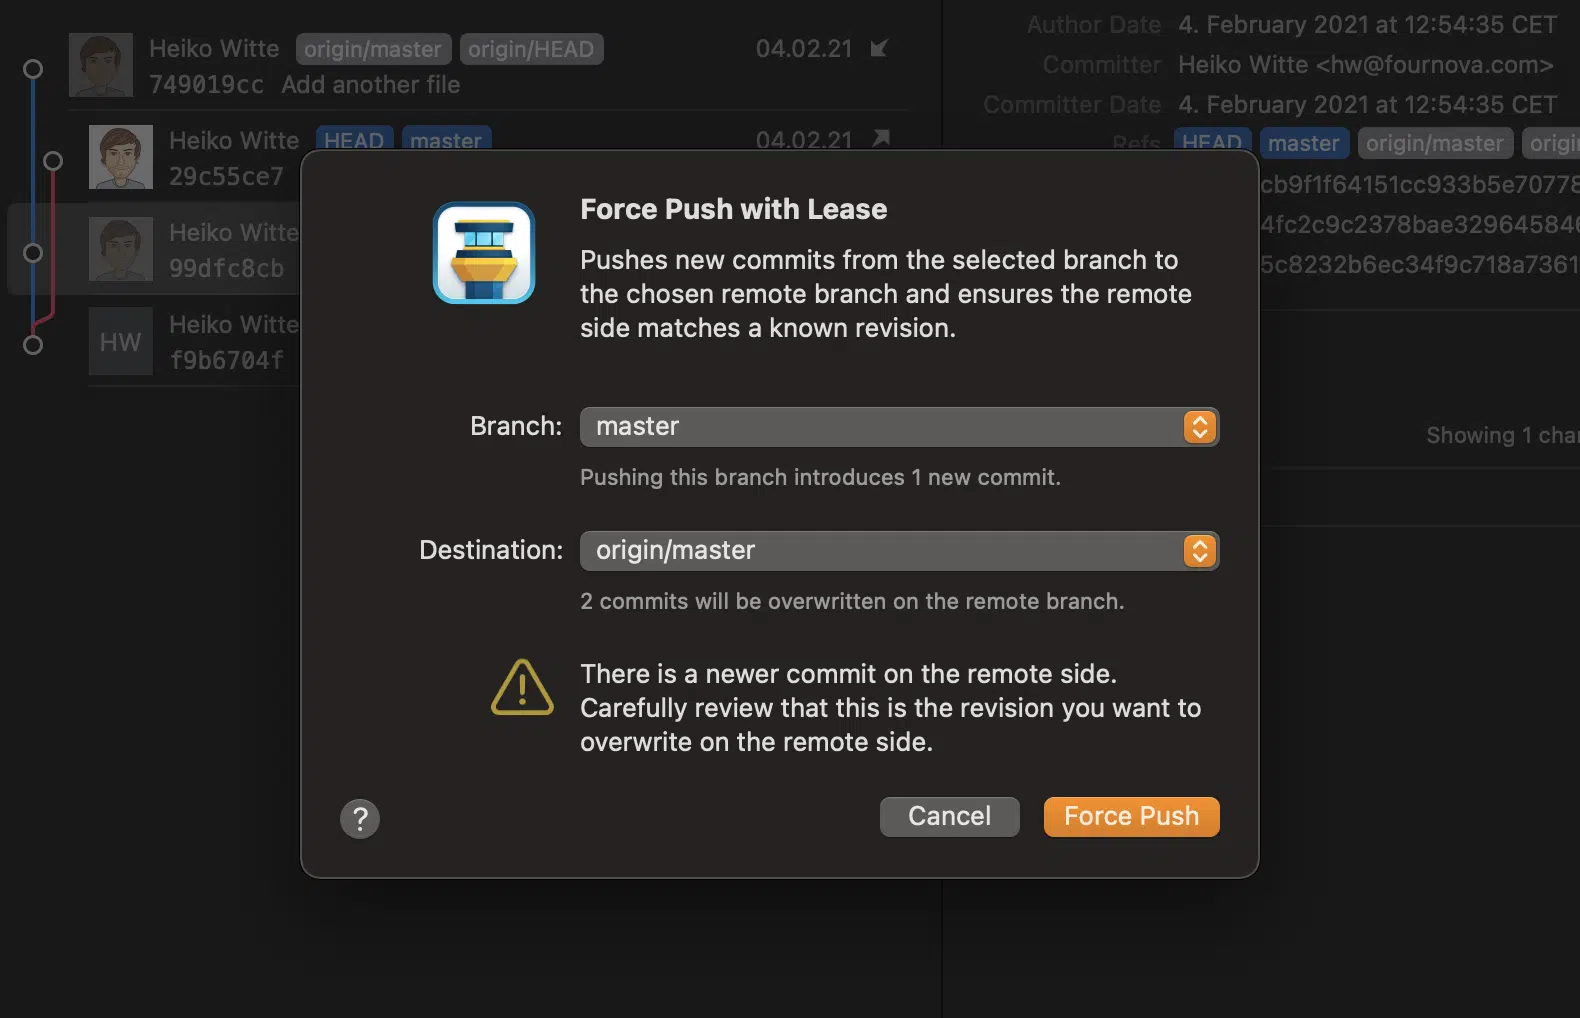 Heiko Witte origin/master origin/HEAD 04.02.21
749019cc Add another file
Heiko Witte HEAD master 04.02.21
29c55ce7
Heiko Witte
99dfc8cb
HW
Heiko Witte
f9b6704f
Author Date 4. February 2021 at 12:54:35 CET
Committer Heiko Witte <hw@fournova.com>
Committer Date 4. February 2021 at 12:54:35 CET
Refs HEAD master origin/master
cb9f1f64151cc933b5e70778
4fc2c9c2378bae329645846
5c8232b6ec34f9c718a7361
Showing 1
Force Push with Lease
Pushes new commits from the selected branch to
the chosen remote branch and ensures the remote
side matches a known revision.
Branch: master
Pushing this branch introduces 1 new commit.
Destination: origin/master
2 commits will be overwritten on the remote branch.
There is a newer commit on the remote side.
Carefully review that this is the revision you want to
overwrite on the remote side.
? Cancel Force Push